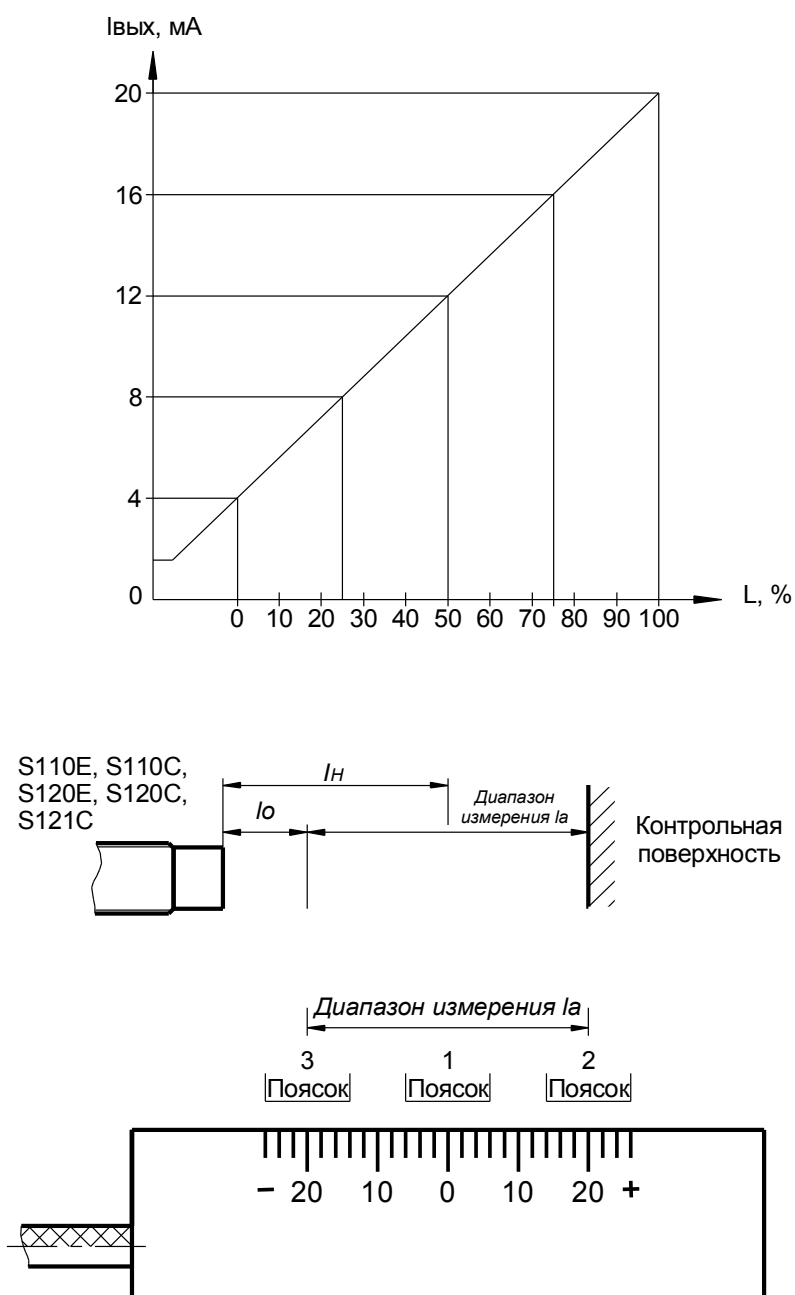 Iвых, мА
20
16
12
8
4
0
L, %
0 10 20 30 40 50 60 70 80 90 100
S110E, S110C,
S120E, S120C,
S121C
lн
lo
Диапазон
измерения la
Контрольная
поверхность
Диапазон измерения la
3 1 2
Поясок Поясок Поясок
− 20 10 0 10 20 +